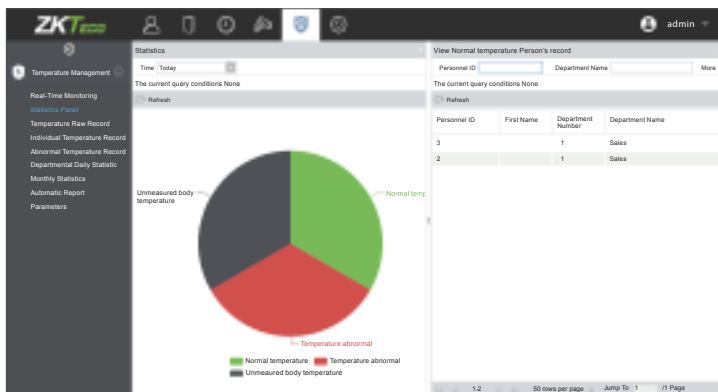 ZKTeco
admin
Temperature Management
Real-Time Monitoring
Statistics Panel
Temperature Raw Record
Individual Temperature Record
Abnormal Temperature Record
Departmental Daily Statistic
Monthly Statistics
Automatic Report
Parameters
Statistics
Time Today
The current query conditions None
Refresh
Unmeasured body
temperature
Normal temp
Temperature abnormal
Normal temperature Temperature abnormal
Unmeaured body temperature
View Normal temperature Person's record
Personnel ID Department Name More
The current query conditions None
Refresh
Personnel ID First Name Department Number Department Name
3 1 Sales
2 1 Sales
1-2 50 rows per page Jump To 1 /1 Page